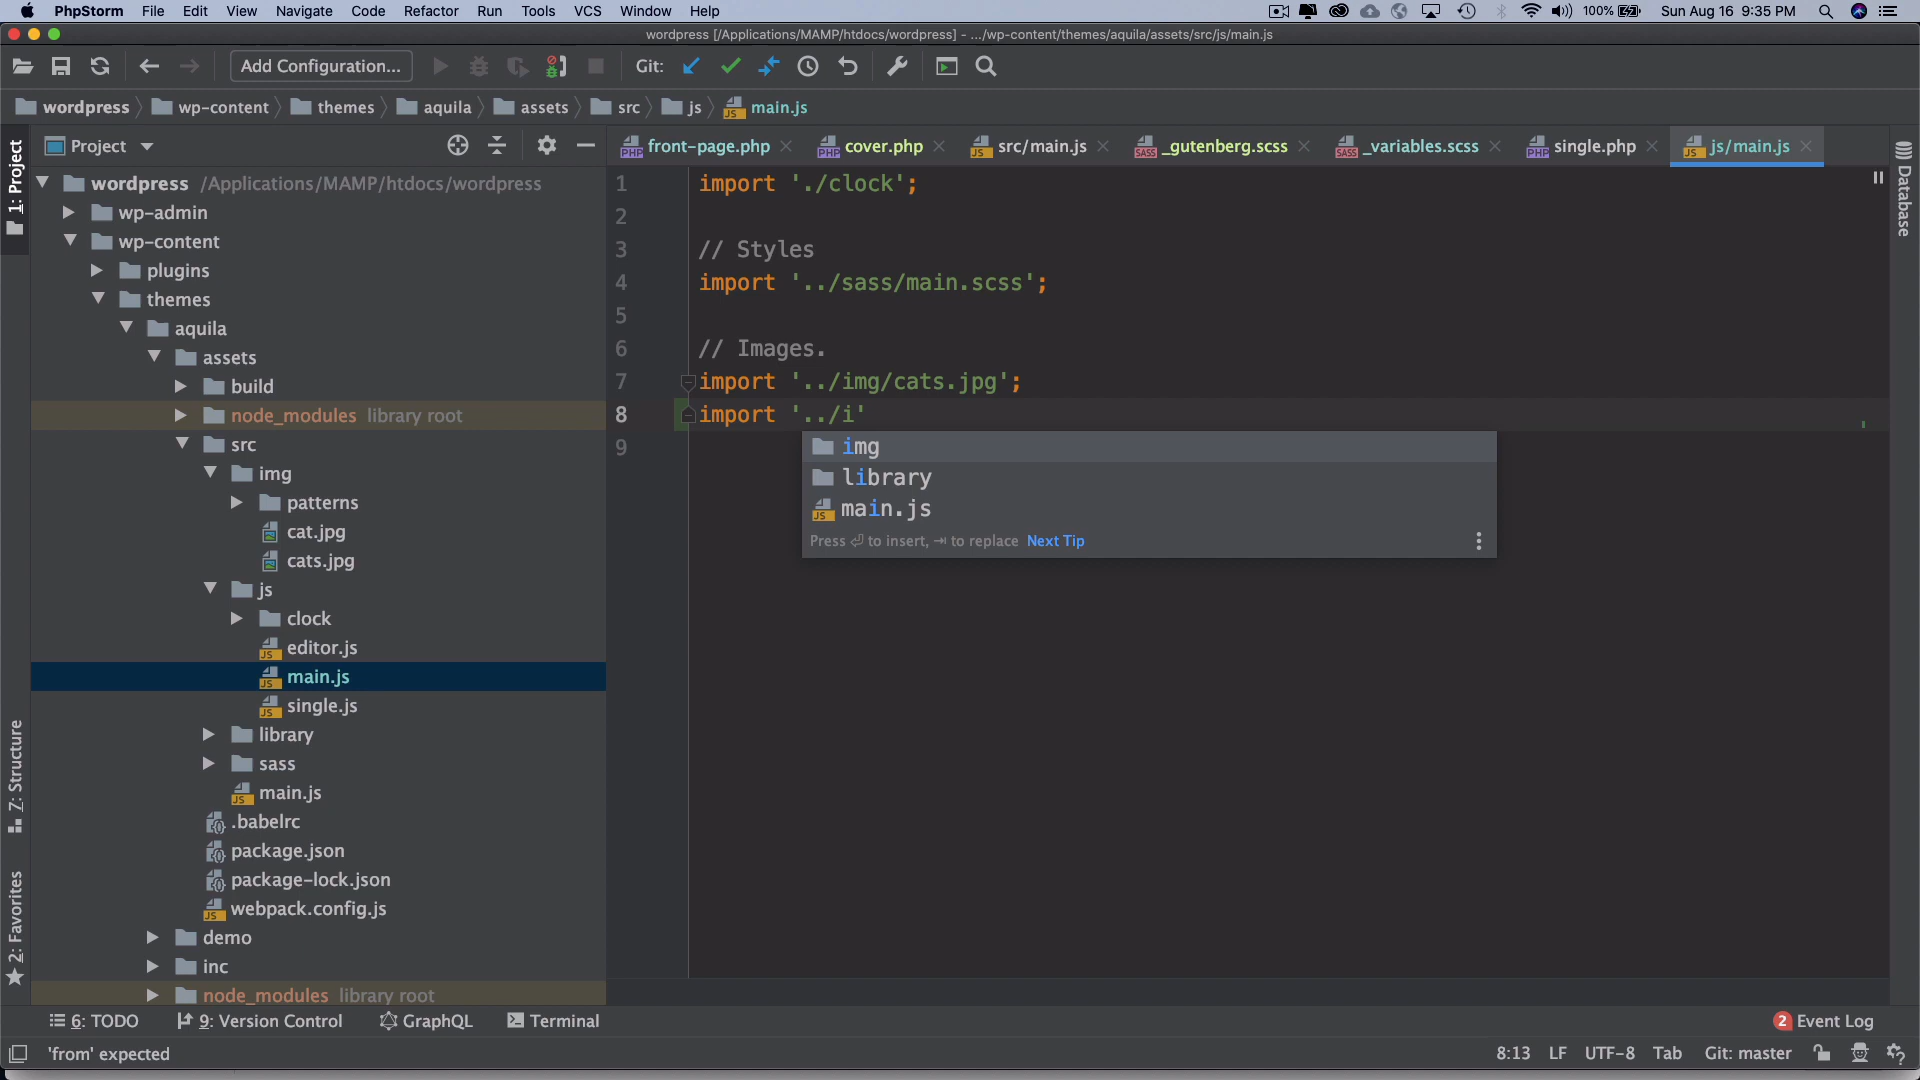 PhpStorm File Edit View Navigate Code Refactor Run Tools VCS Window Help 100% Sun Aug 16 9:35 PM
wordpress [/Applications/MAMP/htdocs/wordpress] - .../wp-content/themes/aquila/assets/src/js/main.js
Add Configuration... Git:
wordpress wp-content themes aquila assets src js main.js
Project
front-page.php cover.php src/main.js _gutenberg.scss _variables.scss single.php js/main.js
1: Project
7: Structure
2: Favorites
Database
wordpress /Applications/MAMP/htdocs/wordpress
wp-admin
wp-content
plugins
themes
aquila
assets
build
node_modules library root
src
img
patterns
cat.jpg
cats.jpg
js
clock
editor.js
main.js
single.js
library
sass
main.js
.babelrc
package.json
package-lock.json
webpack.config.js
demo
inc
node_modules library root
1 import './clock';
2
3 // Styles
4 import '../sass/main.scss';
5
6 // Images.
7 import '../img/cats.jpg';
8 import '../i'
9
img
library
main.js
Press ⏎ to insert, ⇥ to replace Next Tip
6: TODO 9: Version Control GraphQL Terminal 2 Event Log
'from' expected 8:13 LF UTF-8 Tab Git: master